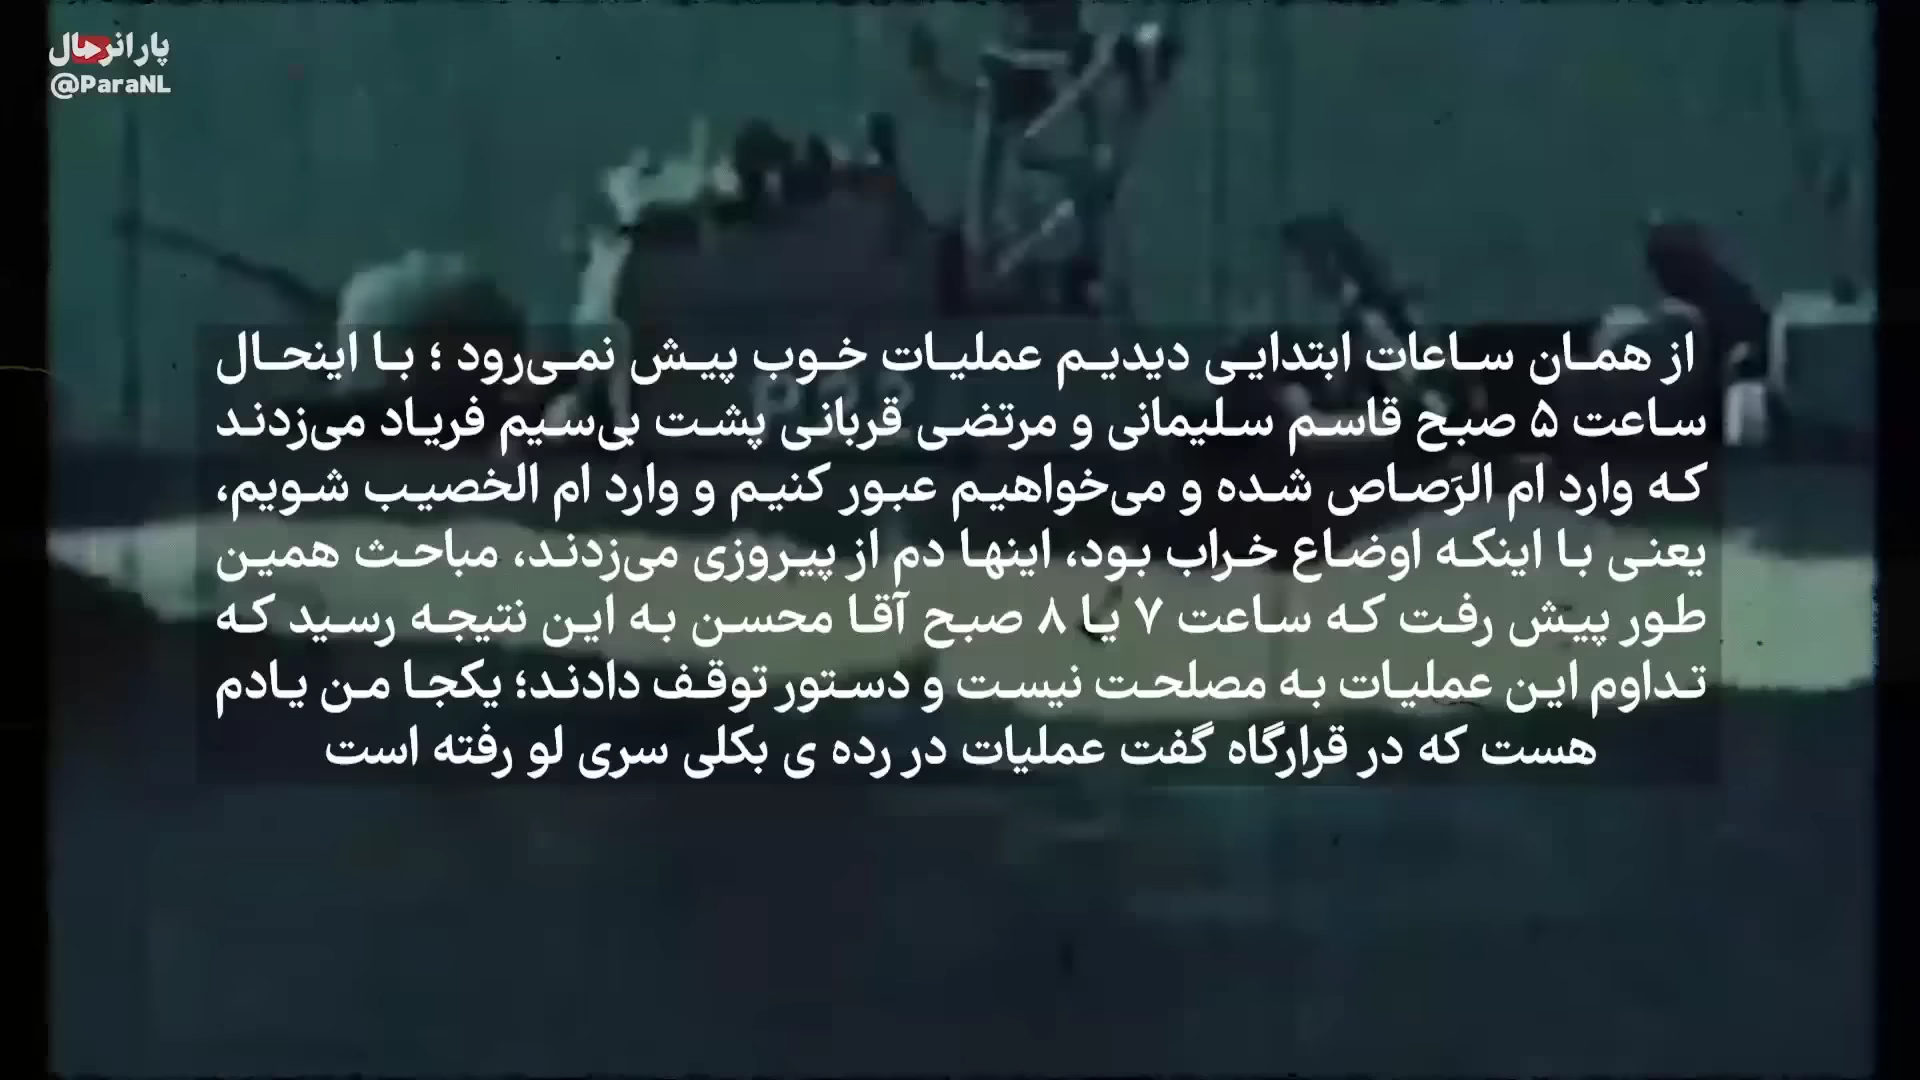 پارانرمال
@ParaNL
از همان ساعات ابتدایی دیدیم عملیات خوب پیش نمی‌رود ؛ با اینحال
ساعت ۵ صبح قاسم سلیمانی و مرتضی قربانی پشت بی‌سیم فریاد می‌زدند
که وارد ام الرَصاص شده و می‌خواهیم عبور کنیم و وارد ام الخصیب شویم،
یعنی با اینکه اوضاع خراب بود، اینها دم از پیروزی می‌زدند، مباحث همین
طور پیش رفت که ساعت ۷ یا ۸ صبح آقا محسن به این نتیجه رسید که
تداوم این عملیات به مصلحت نیست و دستور توقف دادند؛ یکجا من یادم
هست که در قرارگاه گفت عملیات در رده ی بکلی سری لو رفته است